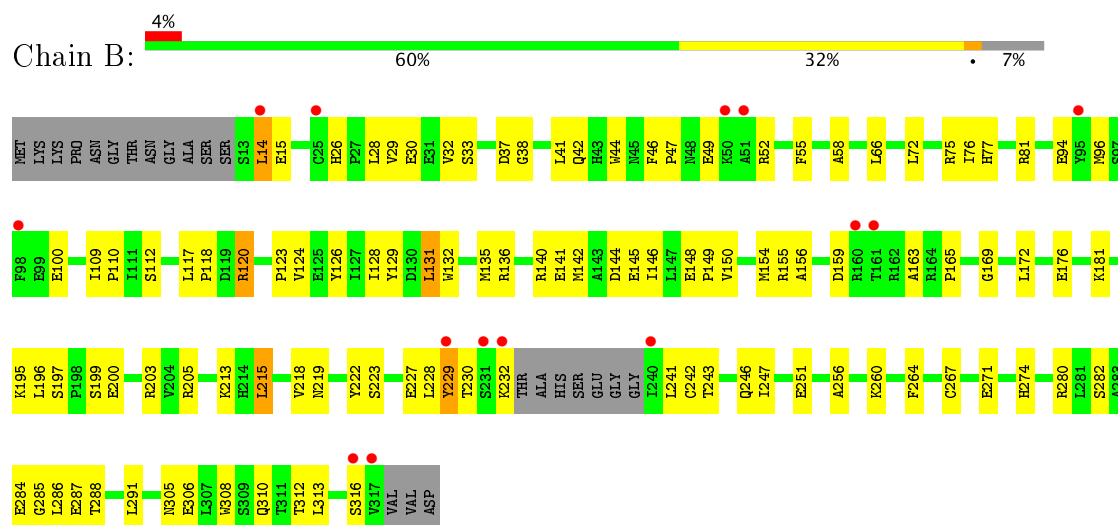 4%
Chain B:
60% 32% • 7%
MET LYS LYS PRO ASN GLY THR ASN GLY ALA SER SER S13 L14 E15 C25 H26 P27 L28 V29 E30 E31 V32 S33 D37 G38 L41 Q42 H43 W44 N45 F46 P47 N48 E49 K50 A51 R52 F55 A58 L66 L72 R75 I76 H77 R81 E94 Y95 M96 S97
F98 E99 E100 I109 P110 I111 S112 L117 P118 D119 R120 P123 V124 E125 Y126 I127 I128 Y129 D130 L131 W132 M135 R136 R140 E141 M142 A143 D144 E145 I146 L147 E148 P149 V150 M154 R155 A156 D159 R160 T161 R162 A163 R164 P165 G169 L172 E176 K181
K195 L196 S197 P198 S199 E200 R203 V204 R205 K213 H214 L215 V218 N219 Y222 S223 E227 L228 Y229 T230 S231 K232 THR ALA HIS SER GLU GLY GLY I240 L241 C242 T243 Q246 I247 E251 A256 K260 F264 C267 E271 H274 R280 L281 S282 A283
E284 G285 L286 E287 T288 L291 N305 E306 L307 W308 S309 Q310 T311 T312 L313 S316 V317 VAL VAL ASP